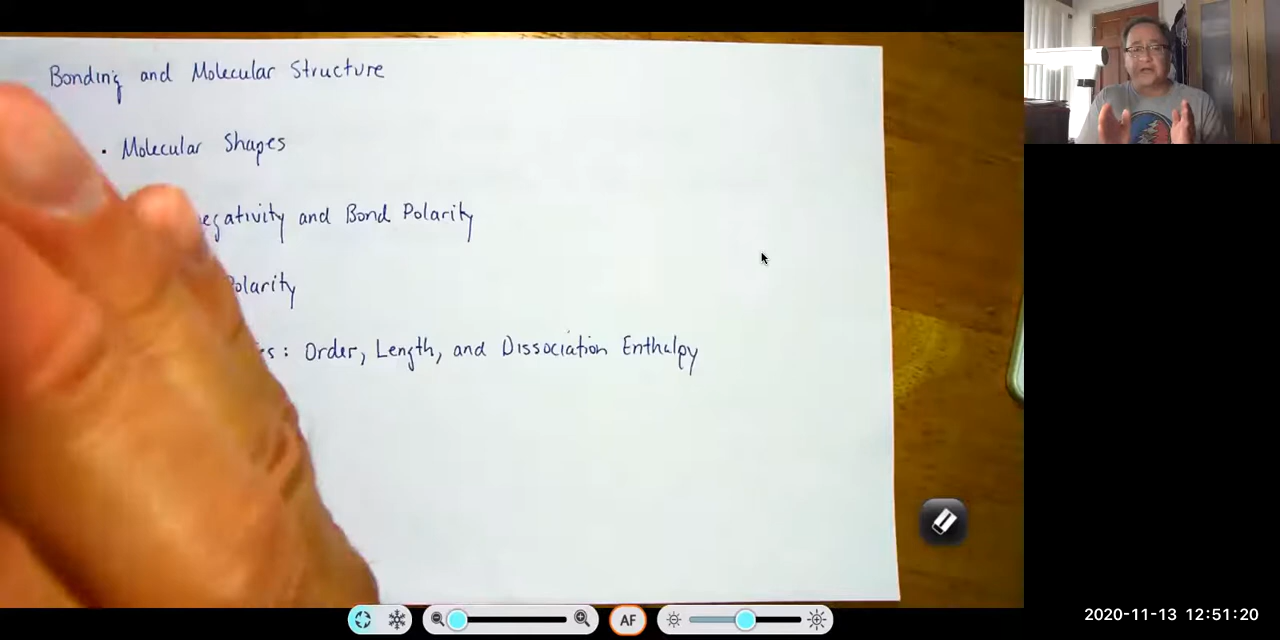 Bonding and Molecular Structure
• Molecular Shapes
egativity and Bond Polarity
Polarity
s: Order, Length, and Dissociation Enthalpy
AF
2020-11-13 12:51:20